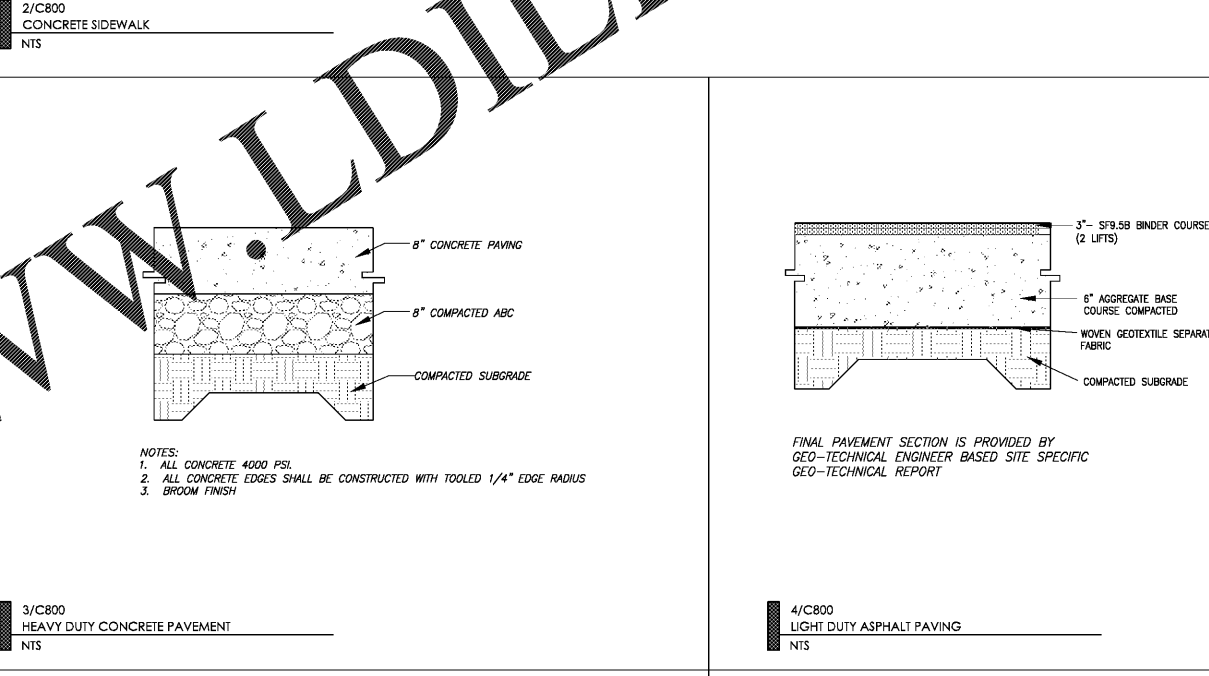 2/C800
CONCRETE SIDEWALK
NTS
WW LDIL
8" CONCRETE PAVING
8" COMPACTED ABC
COMPACTED SUBGRADE
NOTES:
1. ALL CONCRETE 4000 PSI.
2. ALL CONCRETE EDGES SHALL BE CONSTRUCTED WITH TOOLED 1/4" EDGE RADIUS
3. BROOM FINISH
3/C800
HEAVY DUTY CONCRETE PAVEMENT
NTS
3"- SF9.5B BINDER COURSE
(2 LIFTS)
6" AGGREGATE BASE
COURSE COMPACTED
WOVEN GEOTEXTILE SEPARAT
FABRIC
COMPACTED SUBGRADE
FINAL PAVEMENT SECTION IS PROVIDED BY
GEO-TECHNICAL ENGINEER BASED SITE SPECIFIC
GEO-TECHNICAL REPORT
4/C800
LIGHT DUTY ASPHALT PAVING
NTS